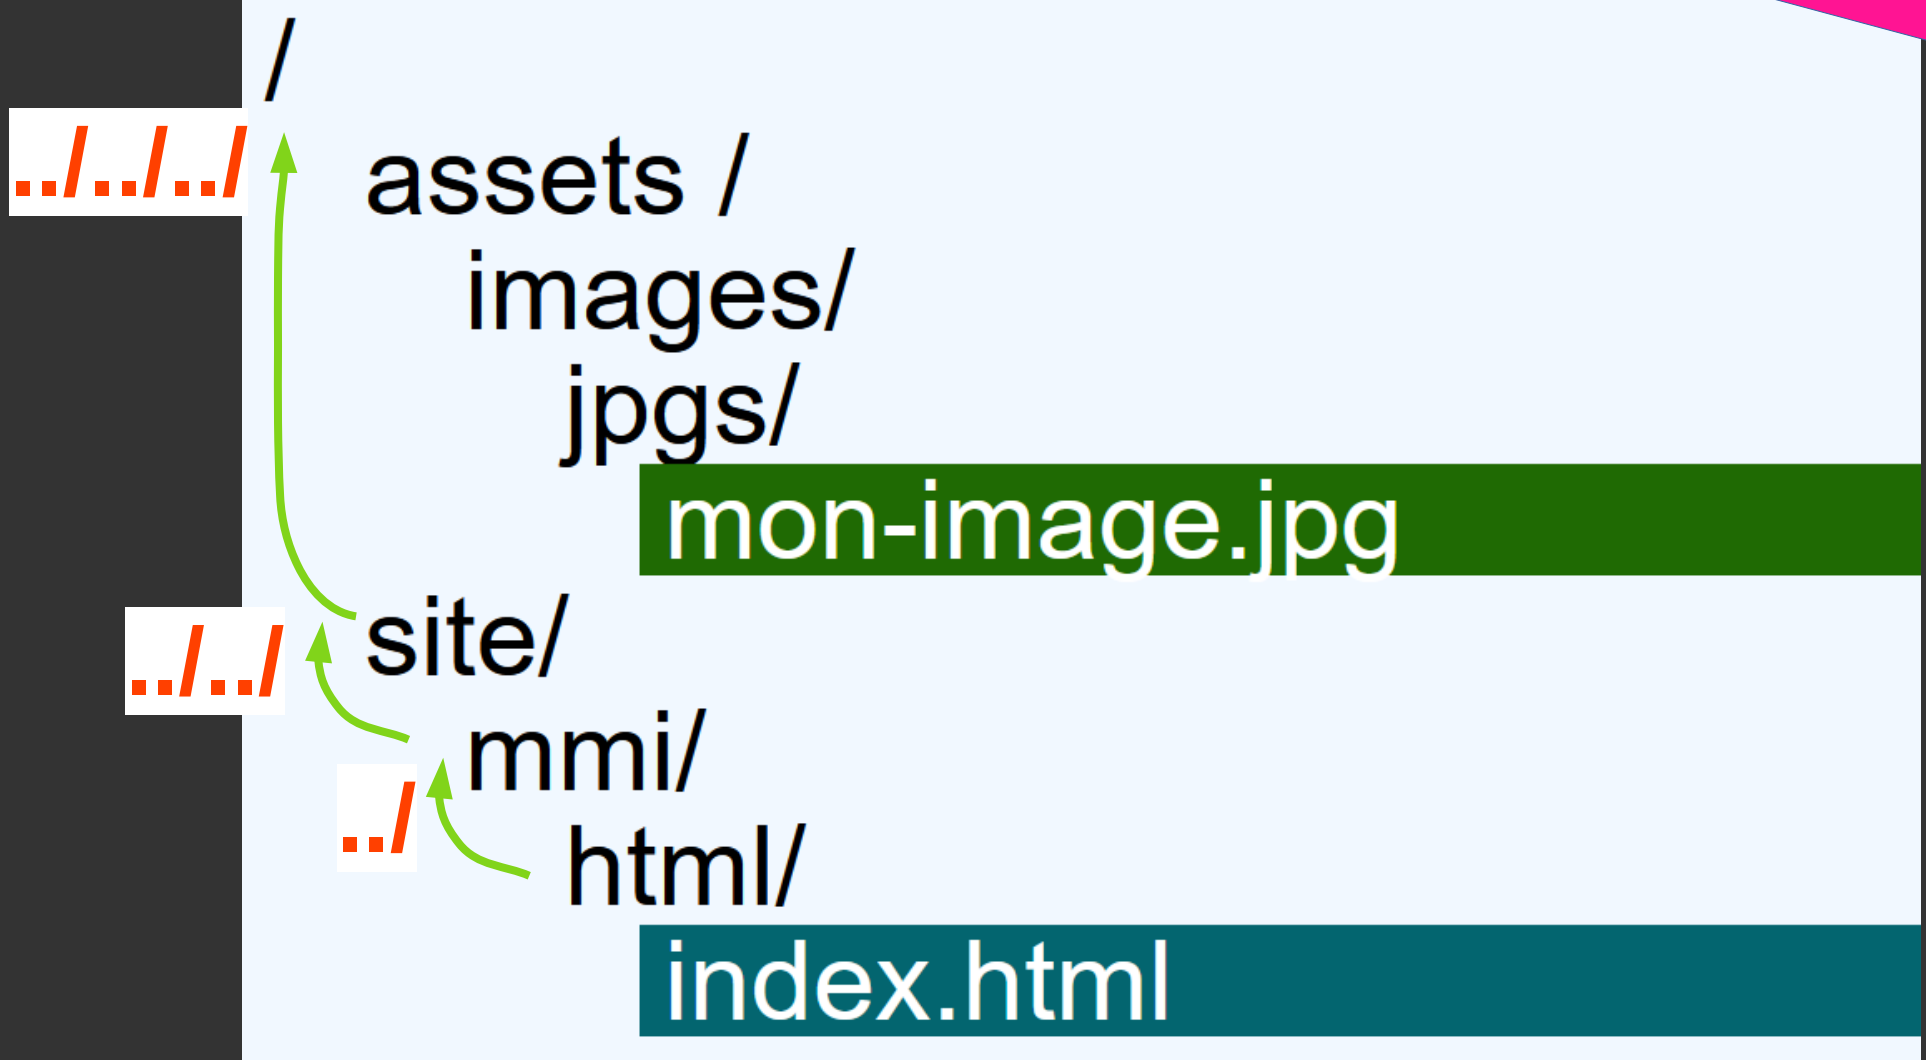 /
../../../
assets /
images/
jpgs/
mon-image.jpg
site/
../../
mmi/
../
html/
index.html